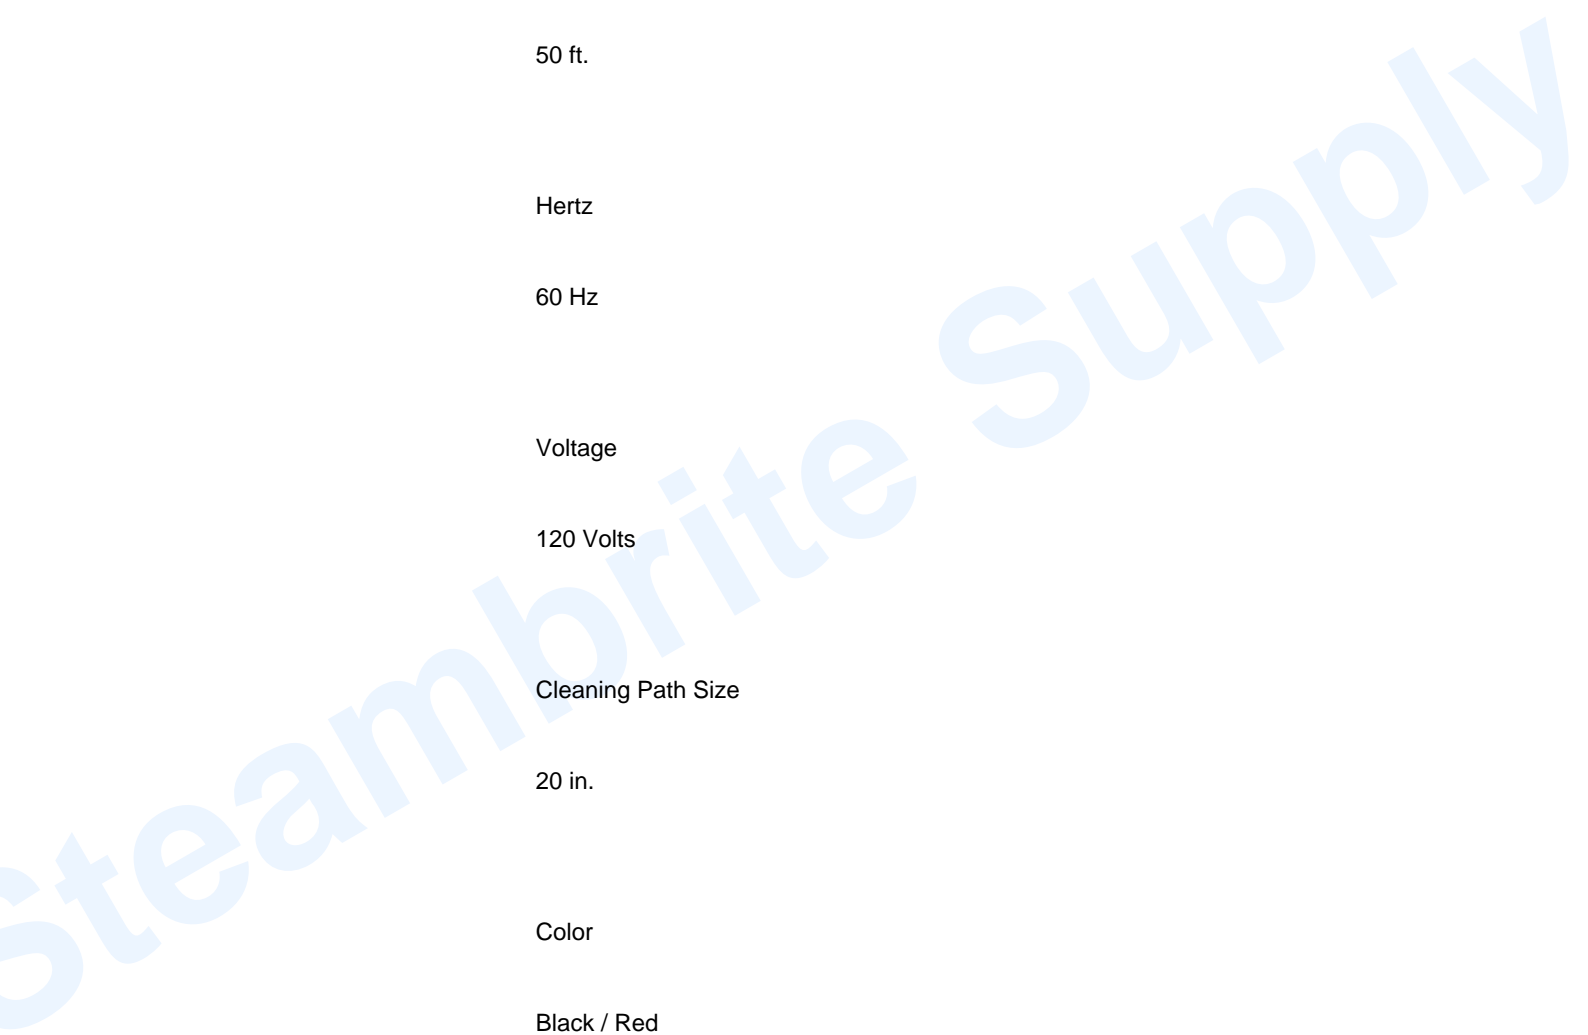 50 ft.
Hertz
60 Hz
Voltage
120 Volts
Cleaning Path Size
20 in.
Color
Black / Red
Steambrite Supply